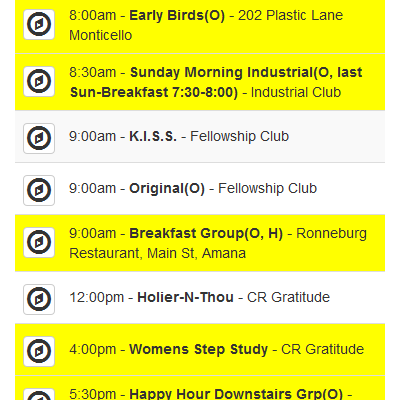 8:00am - Early Birds(O) - 202 Plastic Lane
Monticello
8:30am - Sunday Morning Industrial(O, last
Sun-Breakfast 7:30-8:00) - Industrial Club
9:00am - K.I.S.S. - Fellowship Club
9:00am - Original(O) - Fellowship Club
9:00am - Breakfast Group(O, H) - Ronneburg
Restaurant, Main St, Amana
12:00pm - Holier-N-Thou - CR Gratitude
4:00pm - Womens Step Study - CR Gratitude
5:30pm - Happy Hour Downstairs Grp(O) -